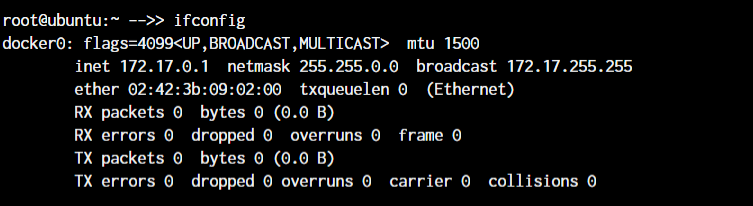 root@ubuntu:~ -->> ifconfig
docker0: flags=4099<UP,BROADCAST,MULTICAST>  mtu 1500
        inet 172.17.0.1  netmask 255.255.0.0  broadcast 172.17.255.255
        ether 02:42:3b:09:02:00  txqueuelen 0  (Ethernet)
        RX packets 0  bytes 0 (0.0 B)
        RX errors 0  dropped 0  overruns 0  frame 0
        TX packets 0  bytes 0 (0.0 B)
        TX errors 0  dropped 0 overruns 0  carrier 0  collisions 0